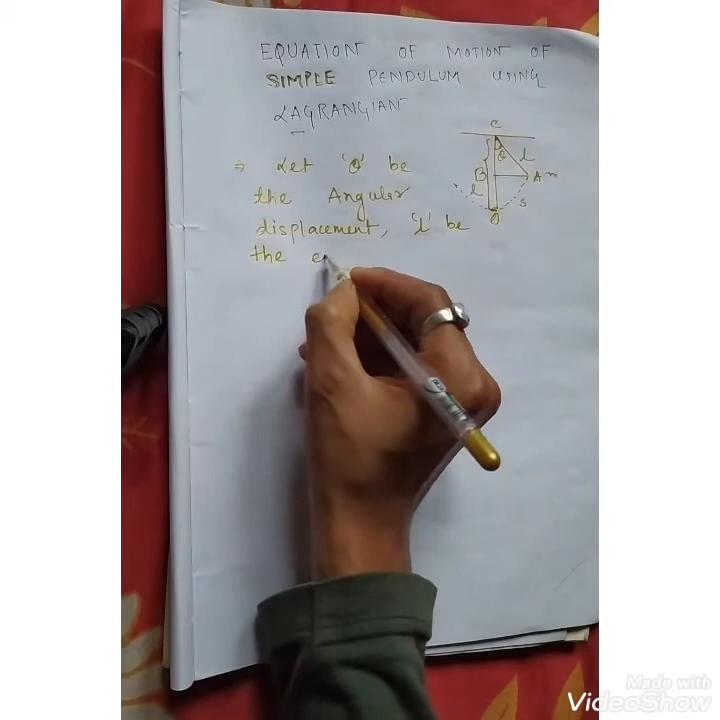 EQUATION OF MOTION OF
SIMPLE PENDULUM USING
LAGRANGIAN
⇒ Let 'θ' be
the Angular
displacement, 'l' be
the e
C
θ
l
B
A m
l
S
O
Made with
VideoShow